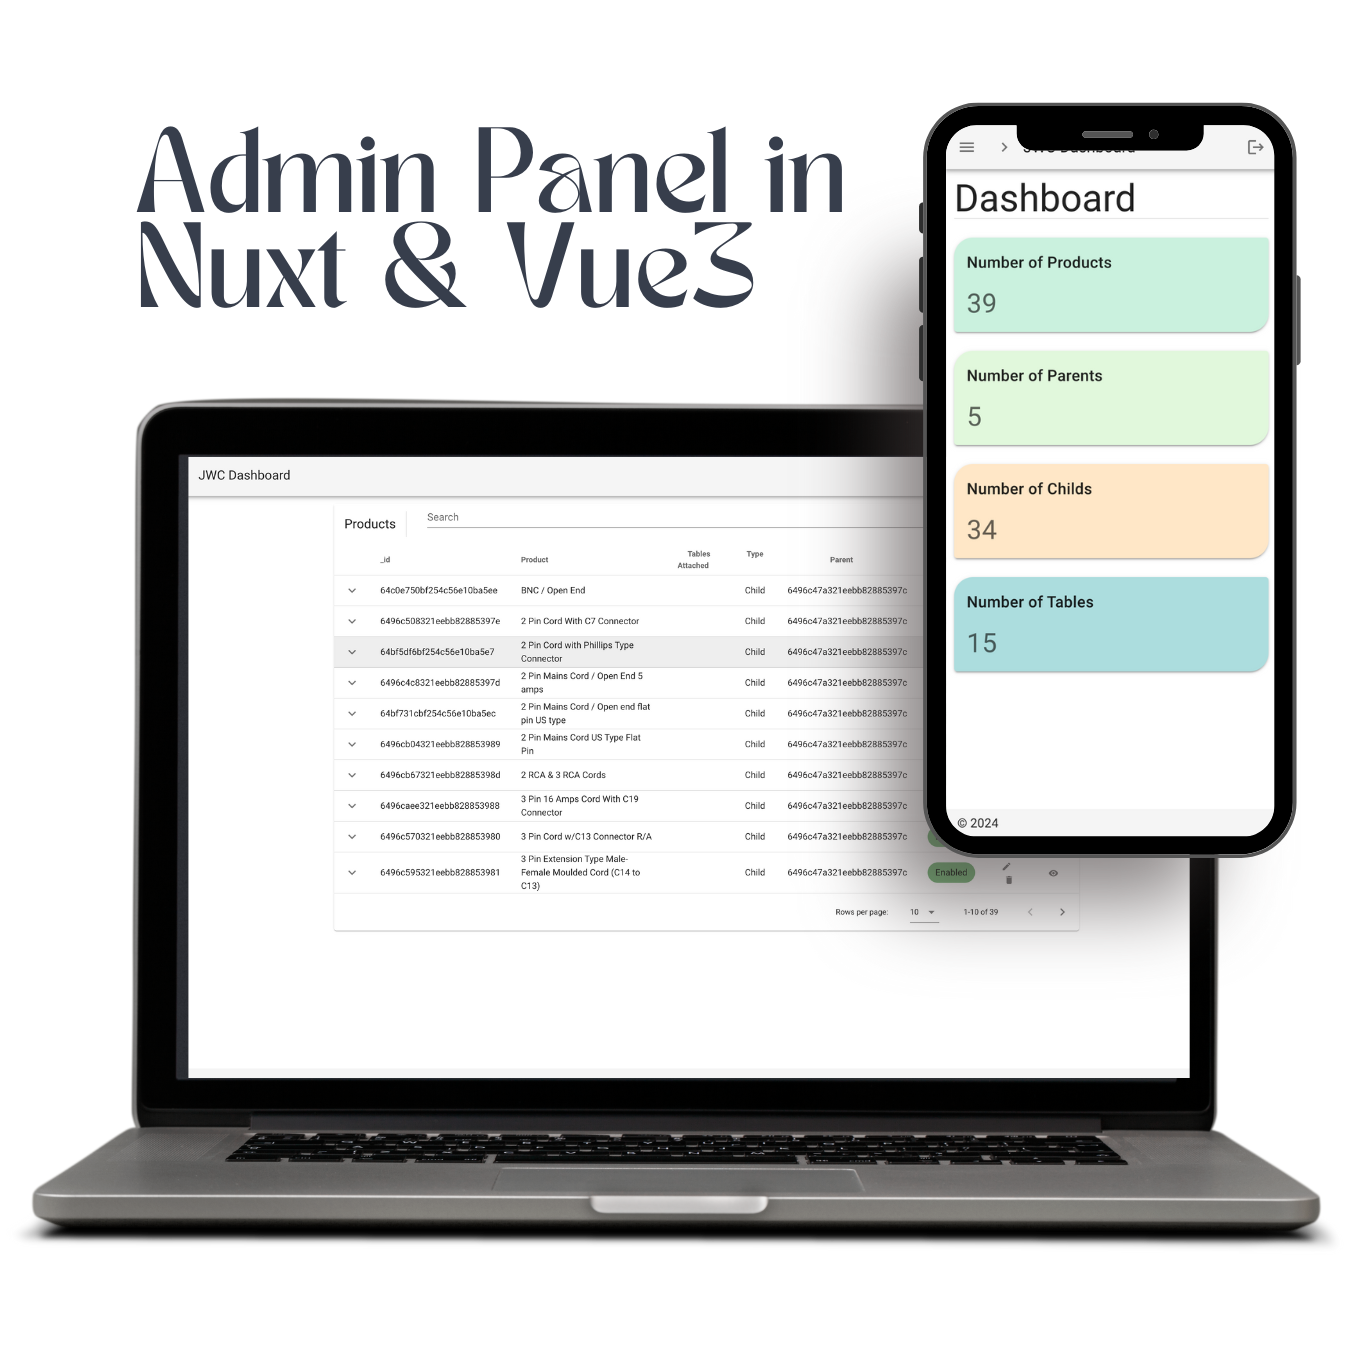 Admin Panel in
Nuxt & Vue3
JWC Dashboard
Dashboard
Number of Products
39
Number of Parents
5
Number of Childs
34
Number of Tables
15
© 2024
JWC Dashboard
Products Search
_id Product Tables Attached Type Parent
64c0e750bf254c56e10ba5ee BNC / Open End Child 6496c47a321eebb82885397c
6496c508321eebb82885397e 2 Pin Cord With C7 Connector Child 6496c47a321eebb82885397c
64bf5df6bf254c56e10ba5e7 2 Pin Cord with Phillips Type Connector Child 6496c47a321eebb82885397c
6496c4c8321eebb82885397d 2 Pin Mains Cord / Open End 5 amps Child 6496c47a321eebb82885397c
64bf731cbf254c56e10ba5ec 2 Pin Mains Cord / Open end flat pin US type Child 6496c47a321eebb82885397c
6496cb04321eebb828853989 2 Pin Mains Cord US Type Flat Pin Child 6496c47a321eebb82885397c
6496cb67321eebb82885398d 2 RCA & 3 RCA Cords Child 6496c47a321eebb82885397c
6496caee321eebb828853988 3 Pin 16 Amps Cord With C19 Connector Child 6496c47a321eebb82885397c
6496c570321eebb828853980 3 Pin Cord w/C13 Connector R/A Child 6496c47a321eebb82885397c
6496c595321eebb828853981 3 Pin Extension Type Male-Female Moulded Cord (C14 to C13) Child 6496c47a321eebb82885397c Enabled
Rows per page: 10 1-10 of 39